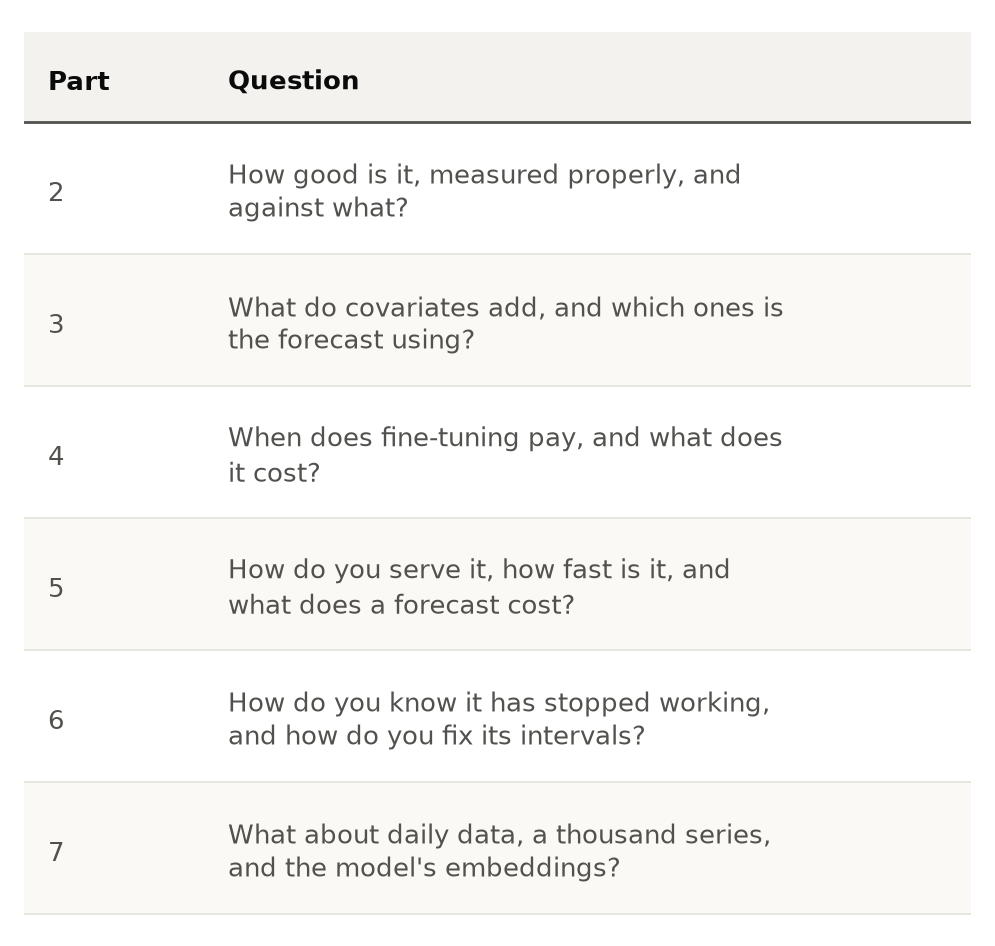 Part Question
2 How good is it, measured properly, and
against what?
3 What do covariates add, and which ones is
the forecast using?
4 When does fine-tuning pay, and what does
it cost?
5 How do you serve it, how fast is it, and
what does a forecast cost?
6 How do you know it has stopped working,
and how do you fix its intervals?
7 What about daily data, a thousand series,
and the model's embeddings?